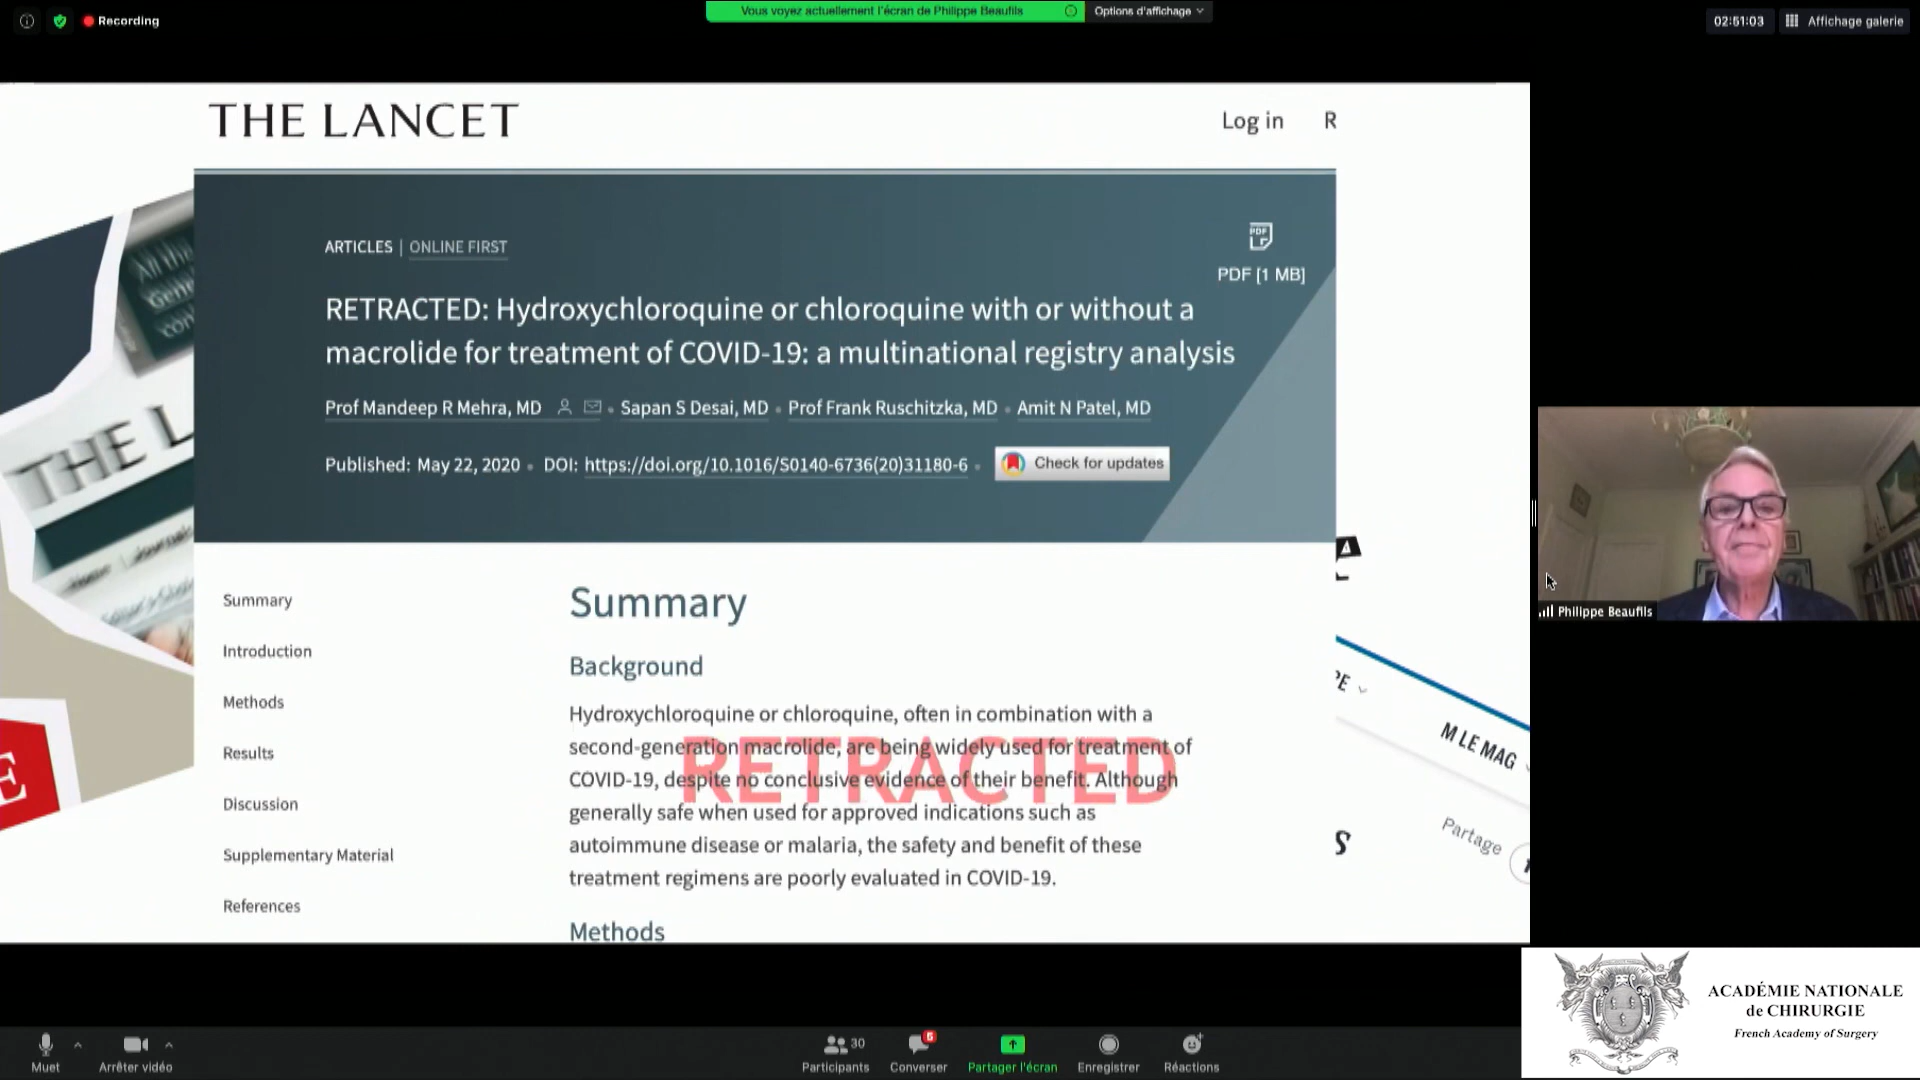 Recording
Vous voyez actuellement l'écran de Philippe Beaufils
Options d'affichage
02:51:03
Affichage galerie
THE LANCET
Log in
R
All the
THE L
ARTICLES | ONLINE FIRST
PDF
PDF [1 MB]
RETRACTED: Hydroxychloroquine or chloroquine with or without a
macrolide for treatment of COVID-19: a multinational registry analysis
Prof Mandeep R Mehra, MD • Sapan S Desai, MD • Prof Frank Ruschitzka, MD • Amit N Patel, MD
Published: May 22, 2020 • DOI: https://doi.org/10.1016/S0140-6736(20)31180-6 •
Check for updates
Summary
Introduction
Methods
Results
Discussion
Supplementary Material
References
Summary
Background
Hydroxychloroquine or chloroquine, often in combination with a
second-generation macrolide, are being widely used for treatment of
COVID-19, despite no conclusive evidence of their benefit. Although
generally safe when used for approved indications such as
autoimmune disease or malaria, the safety and benefit of these
treatment regimens are poorly evaluated in COVID-19.
RETRACTED
Methods
E
PE
M LE MAG
Partage
S
Philippe Beaufils
ACADÉMIE NATIONALE
de CHIRURGIE
French Academy of Surgery
Muet
Arrêter vidéo
30
Participants
6
Converser
Partager l'écran
Enregistrer
Réactions